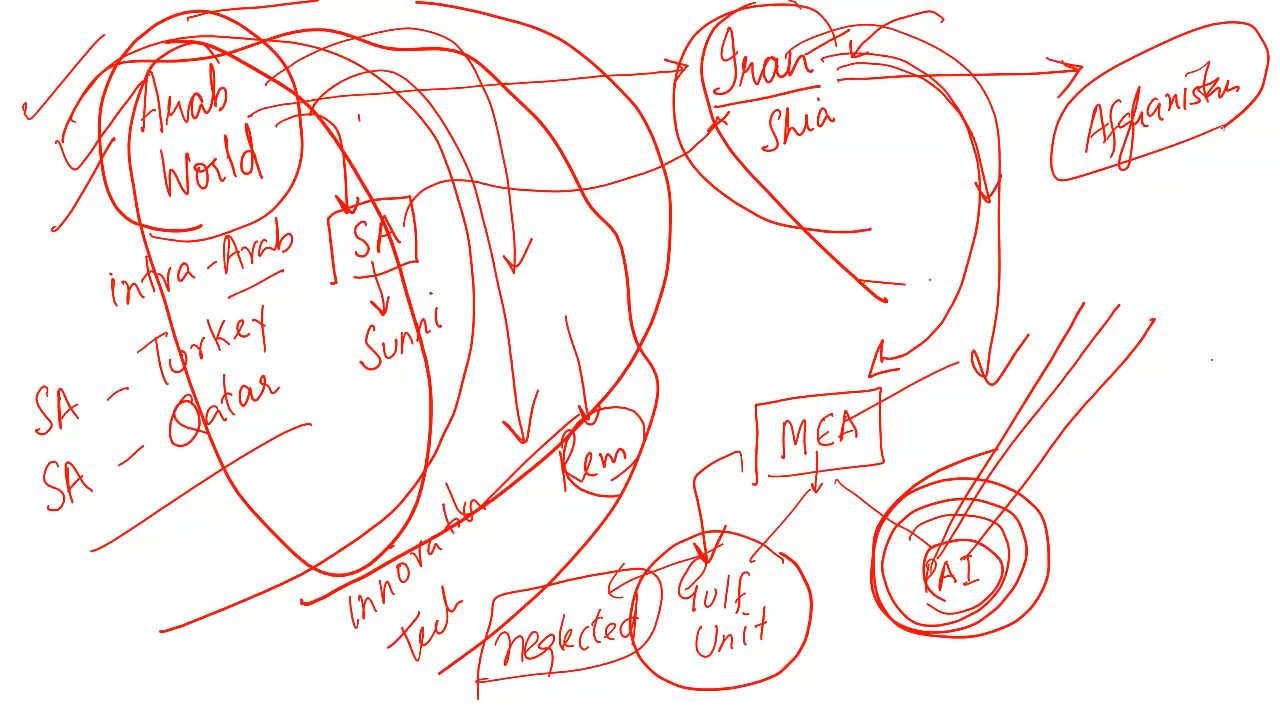 Arab
World
Iran
Shia
Afghanistan
intra-Arab
SA
Sunni
SA - Turkey
SA - Qatar
MEA
Rem
Innovation
Tech
neglected
Gulf
Unit
PAI